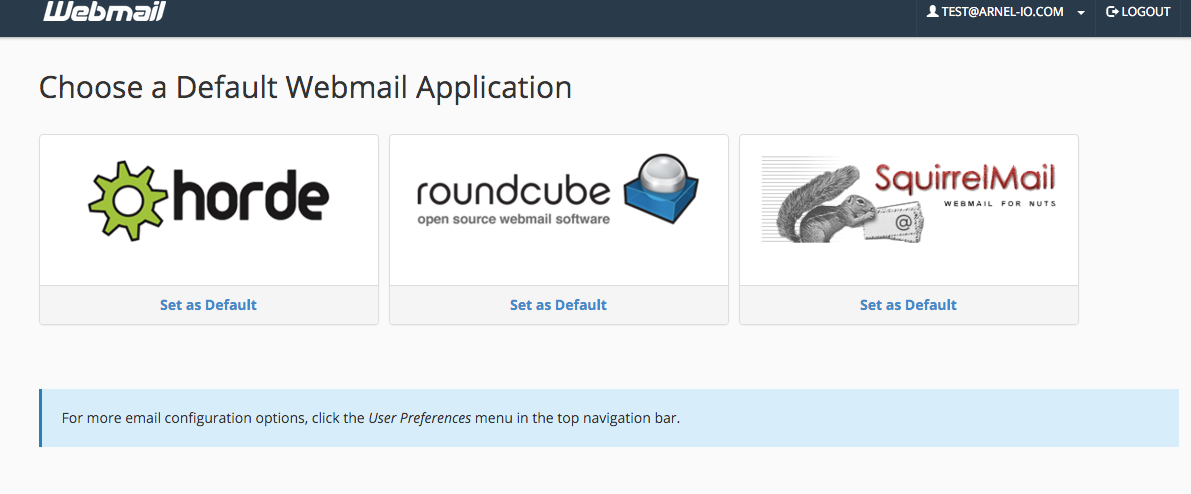 Webmail
TEST@ARNEL-IO.COM
LOGOUT
Choose a Default Webmail Application
horde
roundcube
open source webmail software
SquirrelMail
WEBMAIL FOR NUTS
@
Set as Default
Set as Default
Set as Default
For more email configuration options, click the User Preferences menu in the top navigation bar.